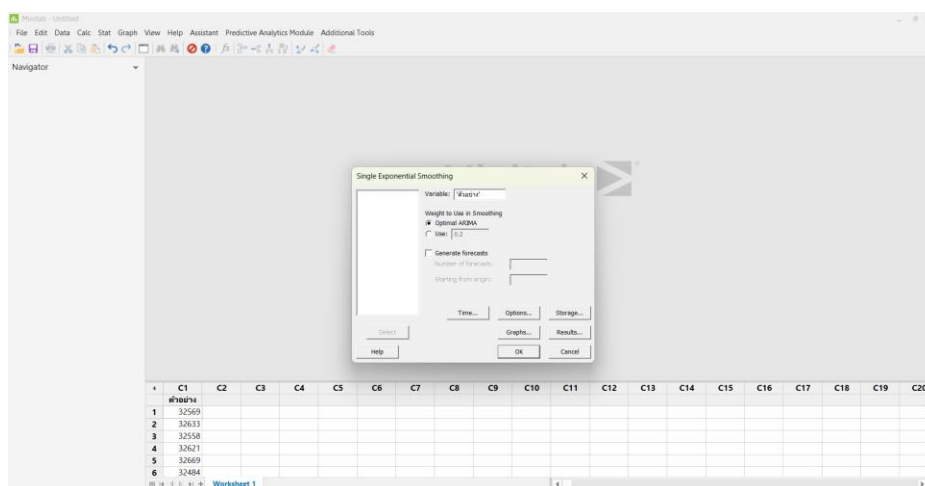 Minitab - Untitled
File Edit Data Calc Stat Graph View Help Assistant Predictive Analytics Module Additional Tools
Navigator
Single Exponential Smoothing
Variable: 'ตัวอย่าง'
Weight to Use in Smoothing
Optimal ARIMA
Use: 0.2
Generate forecasts
Number of forecasts:
Starting from origin:
Time... Options... Storage...
Select Graphs... Results...
Help OK Cancel
C1 C2 C3 C4 C5 C6 C7 C8 C9 C10 C11 C12 C13 C14 C15 C16 C17 C18 C19 C20
ตัวอย่าง
1 32569
2 32633
3 32558
4 32621
5 32669
6 32484
Worksheet 1